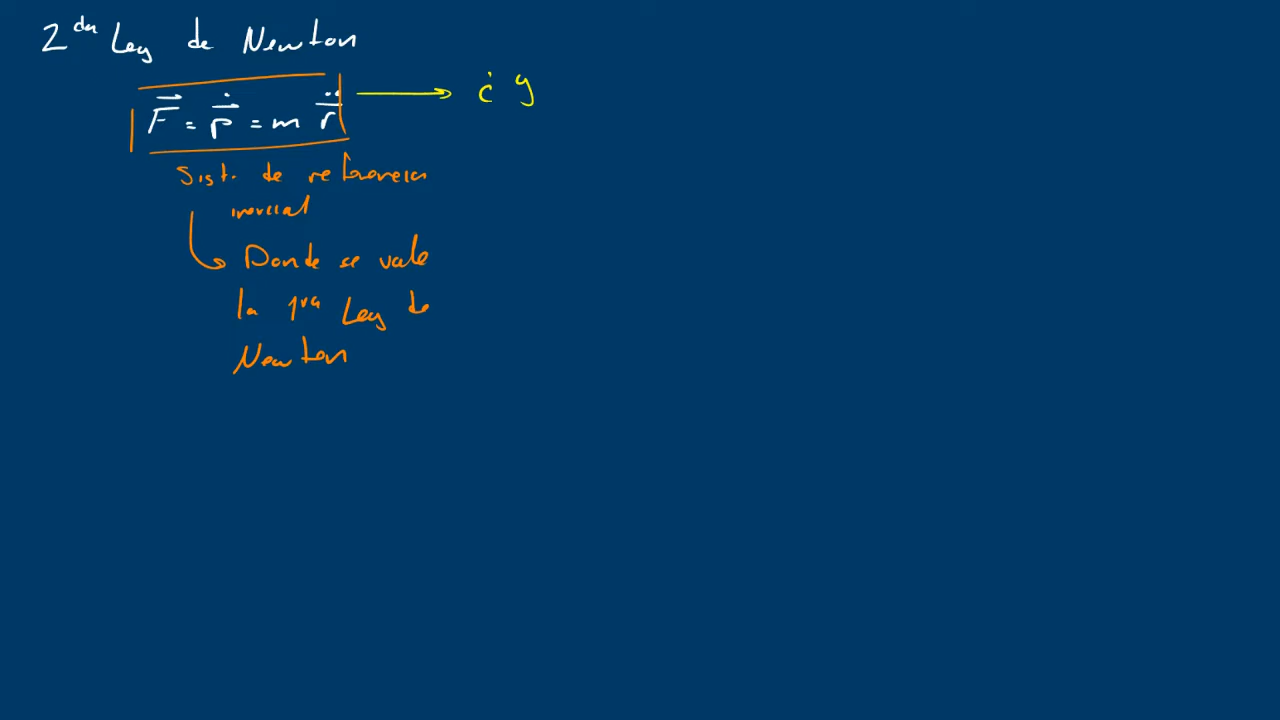 2da Ley de Newton
F⃗ = p⃗̇ = m r⃗̈ → ¿ y
Sist. de referencia
inercial
Donde se vale
la 1ra Ley de
Newton